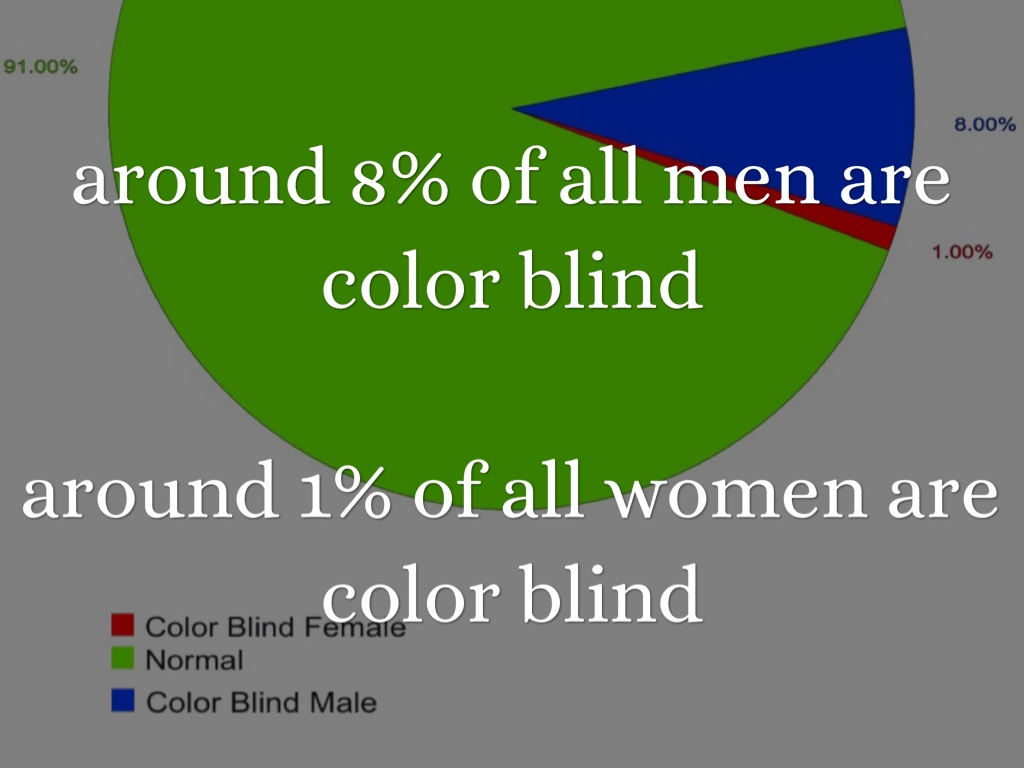 91.00%
8.00%
around 8% of all men are
color blind
1.00%
around 1% of all women are
color blind
Color Blind Female
Normal
Color Blind Male